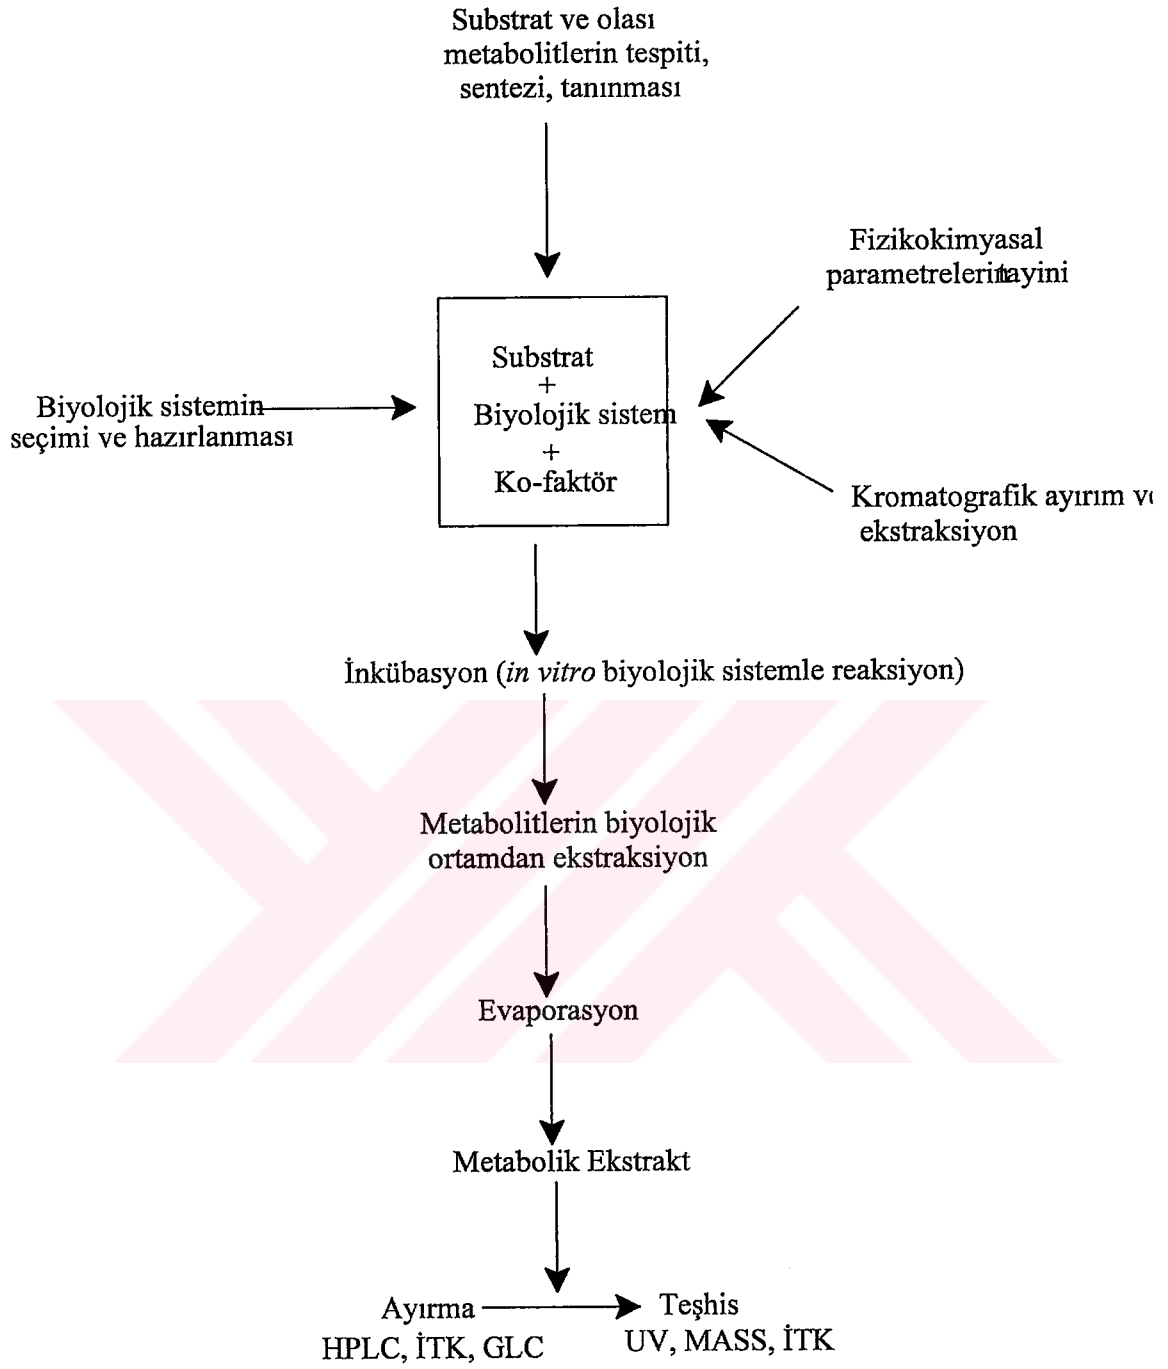 Substrat ve olası
metabolitlerin tespiti,
sentezi, tanınması
Fizikokimyasal
parametrelerin tayini
Substrat
+
Biyolojik sistem
+
Ko-faktör
Biyolojik sistemin
seçimi ve hazırlanması
Kromatografik ayırım
ekstraksiyon
İnkübasyon (in vitro biyolojik sistemle reaksiyon)
Metabolitlerin biyolojik
ortamdan ekstraksiyon
Evaporasyon
Metabolik Ekstrakt
Ayırma
HPLC, İTK, GLC
Teşhis
UV, MASS, İTK